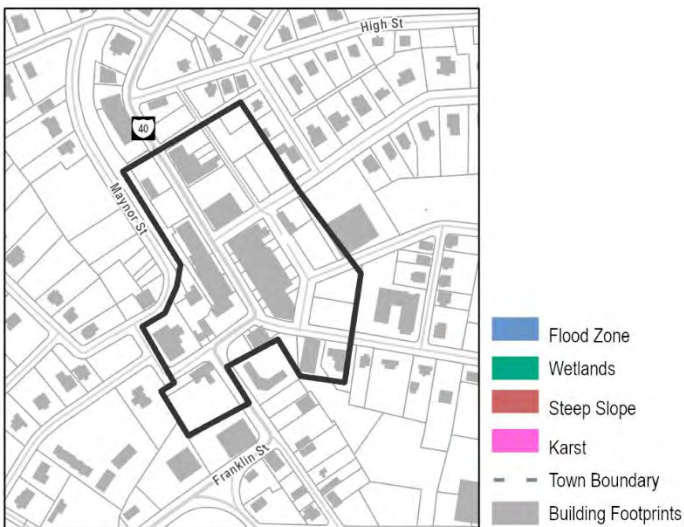 High St
40
Maynor St
Franklin St
Flood Zone
Wetlands
Steep Slope
Karst
Town Boundary
Building Footprints